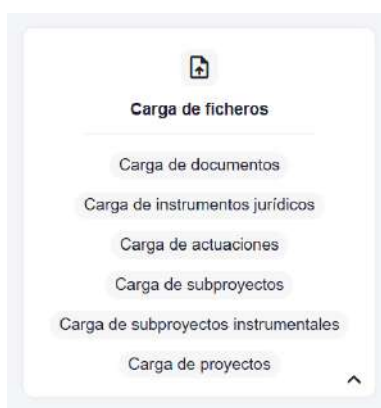 Carga de ficheros
Carga de documentos
Carga de instrumentos jurídicos
Carga de actuaciones
Carga de subproyectos
Carga de subproyectos instrumentales
Carga de proyectos